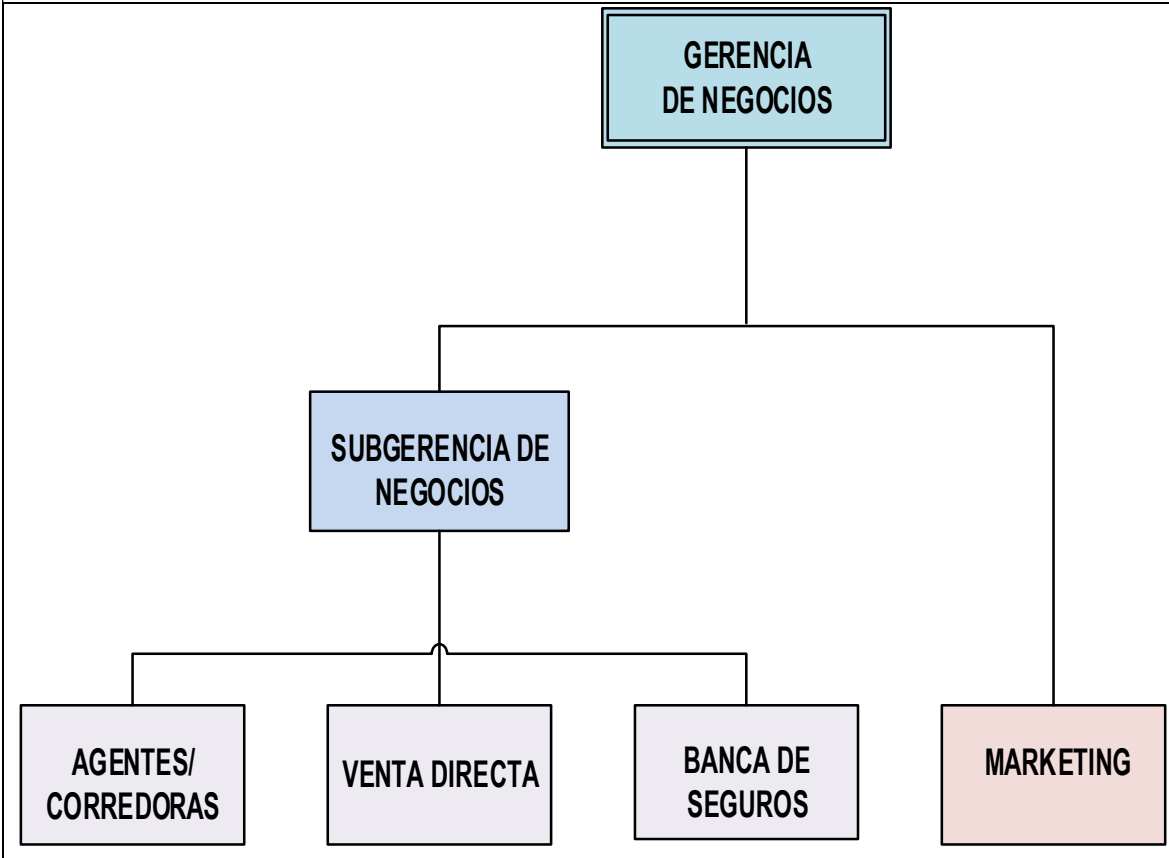 GERENCIA
DE NEGOCIOS
SUBGERENCIA DE
NEGOCIOS
AGENTES/
CORREDORAS
VENTA DIRECTA
BANCA DE
SEGUROS
MARKETING